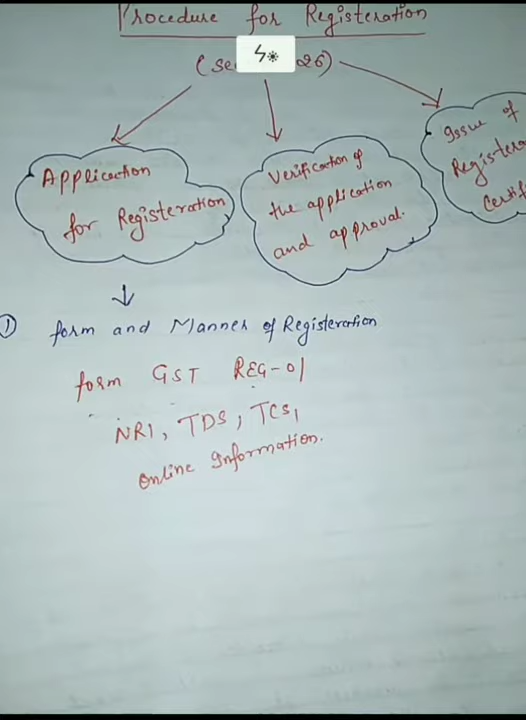 Procedure for Registeration
(se 26)
Application
for Registeration
Verification of
the application
and approval.
Issue of
Registera
Certif
① form and Manner of Registeration
form GST REG-01
NRI, TDS, TCS,
Online Information.